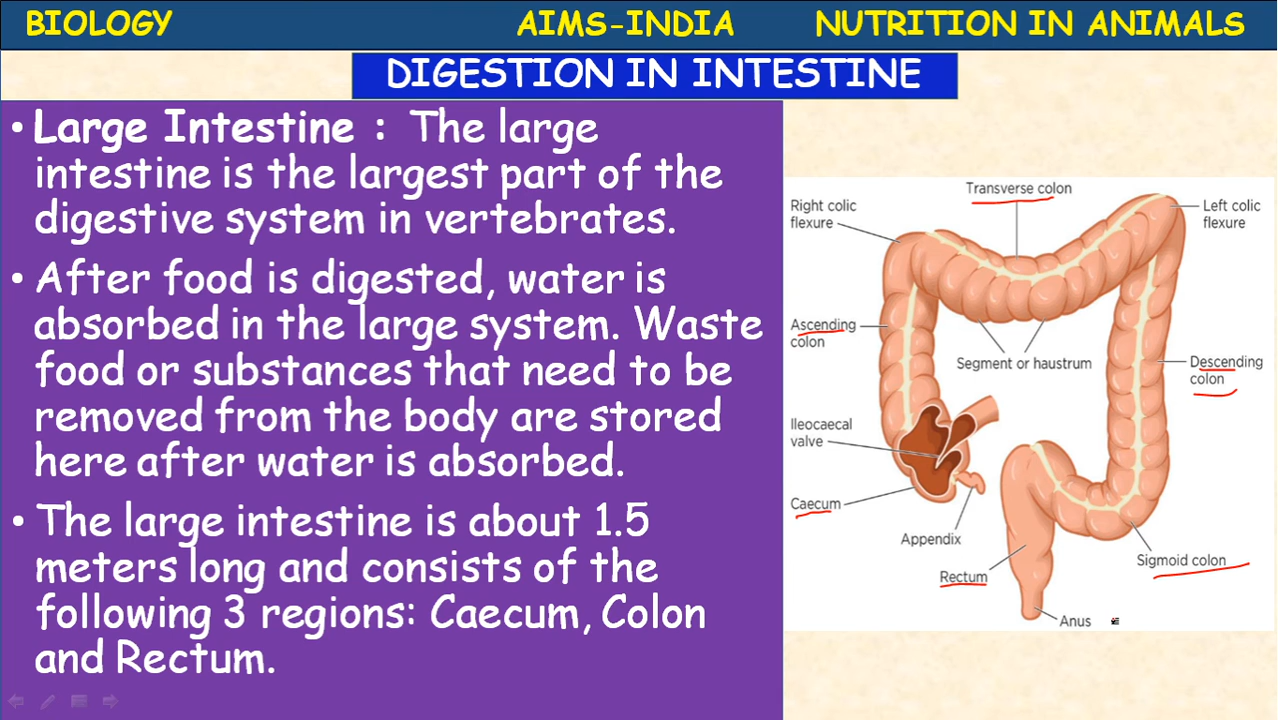 BIOLOGY AIMS-INDIA NUTRITION IN ANIMALS
DIGESTION IN INTESTINE
• Large Intestine : The large
intestine is the largest part of the
digestive system in vertebrates.
• After food is digested, water is
absorbed in the large system. Waste
food or substances that need to be
removed from the body are stored
here after water is absorbed.
• The large intestine is about 1.5
meters long and consists of the
following 3 regions: Caecum, Colon
and Rectum.
Transverse colon
Right colic
flexure
Left colic
flexure
Ascending
colon
Segment or haustrum
Descending
colon
Ileocaecal
valve
Caecum
Appendix
Rectum
Sigmoid colon
Anus